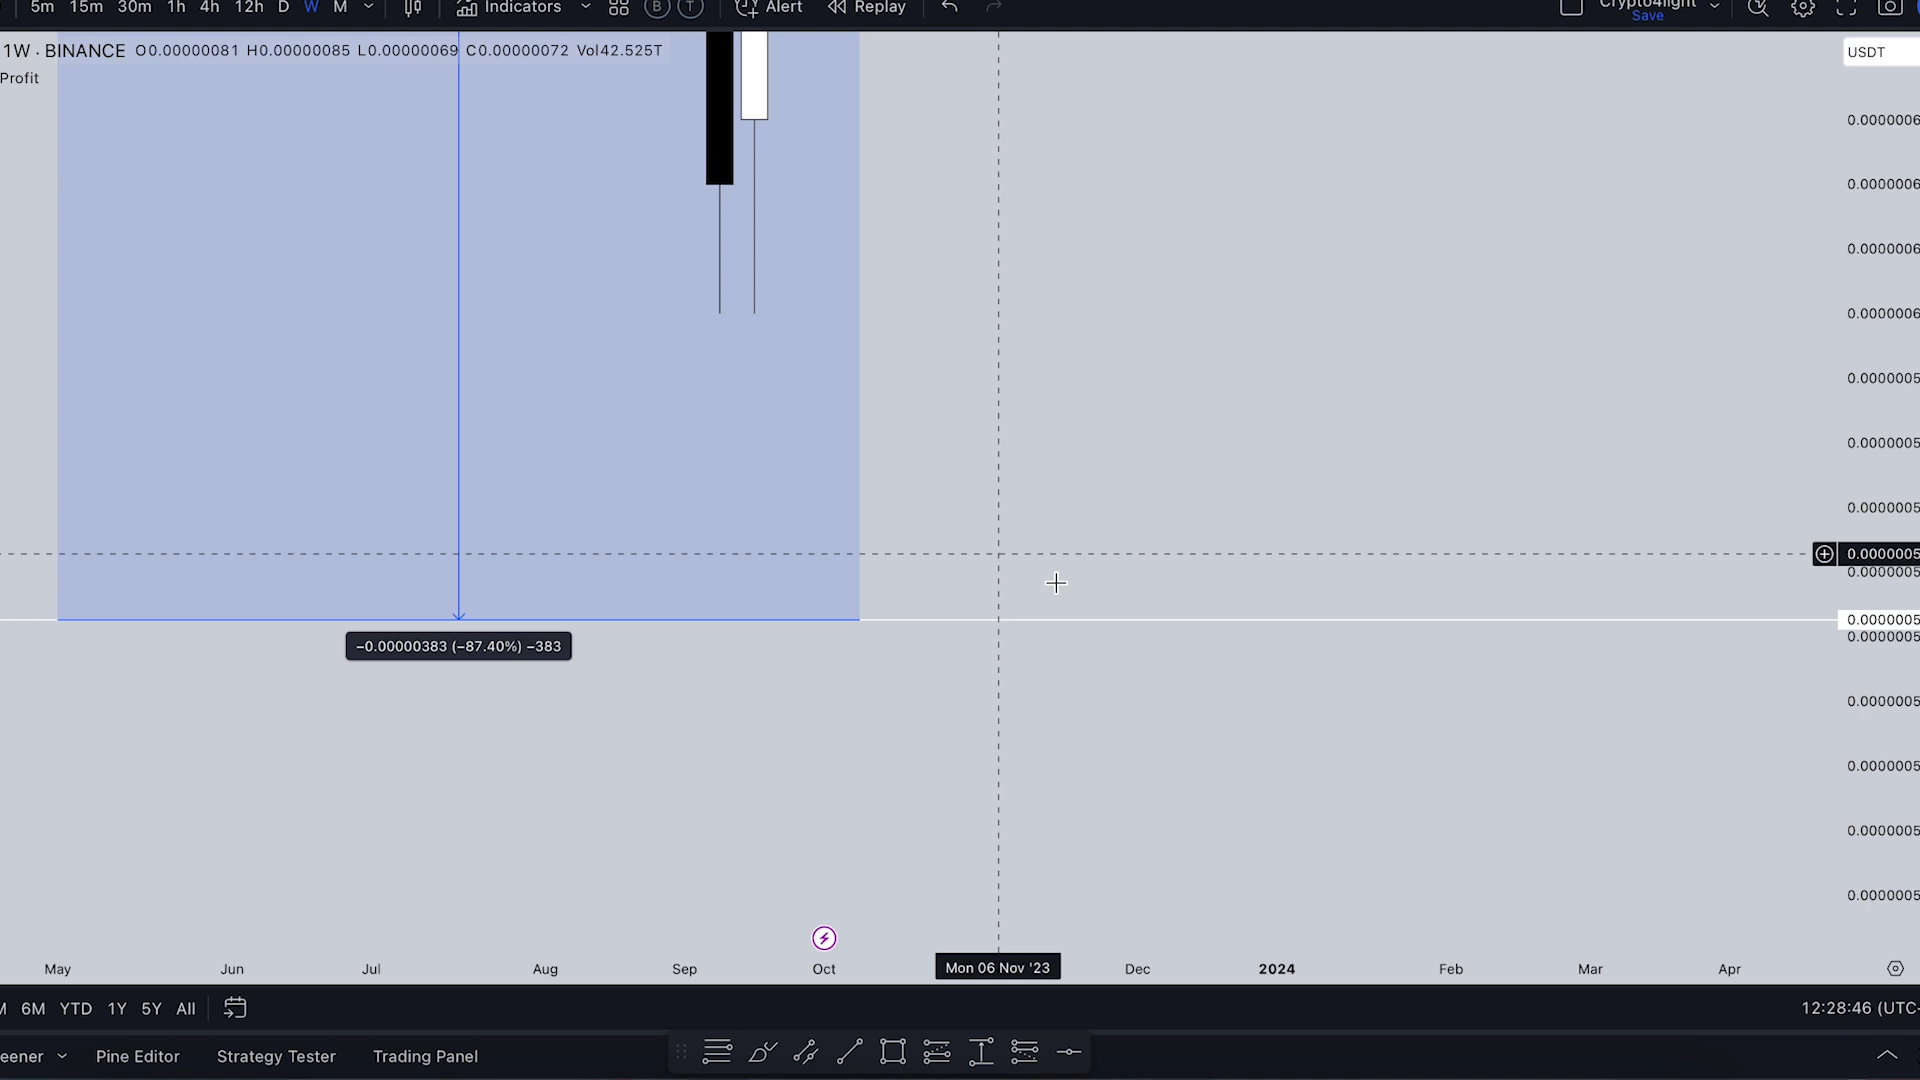 5m 15m 30m 1h 4h 12h D W M Indicators B T Alert Replay Crypto4light
Save
1W · BINANCE O0.00000081 H0.00000085 L0.00000069 C0.00000072 Vol42.525T
Profit
USDT
0.0000006
0.0000006
0.0000006
0.0000006
0.0000005
0.0000005
0.0000005
0.0000005
0.0000005
0.0000005
0.0000005
−0.00000383 (−87.40%) −383
0.0000005
0.0000005
0.0000005
0.0000005
May Jun Jul Aug Sep Oct Mon 06 Nov '23 Dec 2024 Feb Mar Apr
M 6M YTD 1Y 5Y All 12:28:46 (UTC-
eener Pine Editor Strategy Tester Trading Panel